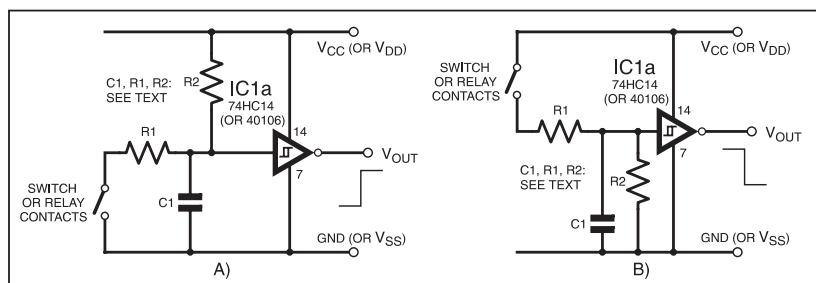 V_CC (OR V_DD)
C1, R1, R2:
SEE TEXT
R2
IC1a
74HC14
(OR 40106)
14
R1
V_OUT
7
SWITCH
OR RELAY
CONTACTS
C1
GND (OR V_SS)
A)
V_CC (OR V_DD)
SWITCH
OR RELAY
CONTACTS
IC1a
74HC14
(OR 40106)
14
R1
V_OUT
7
C1, R1, R2:
SEE TEXT
R2
C1
GND (OR V_SS)
B)